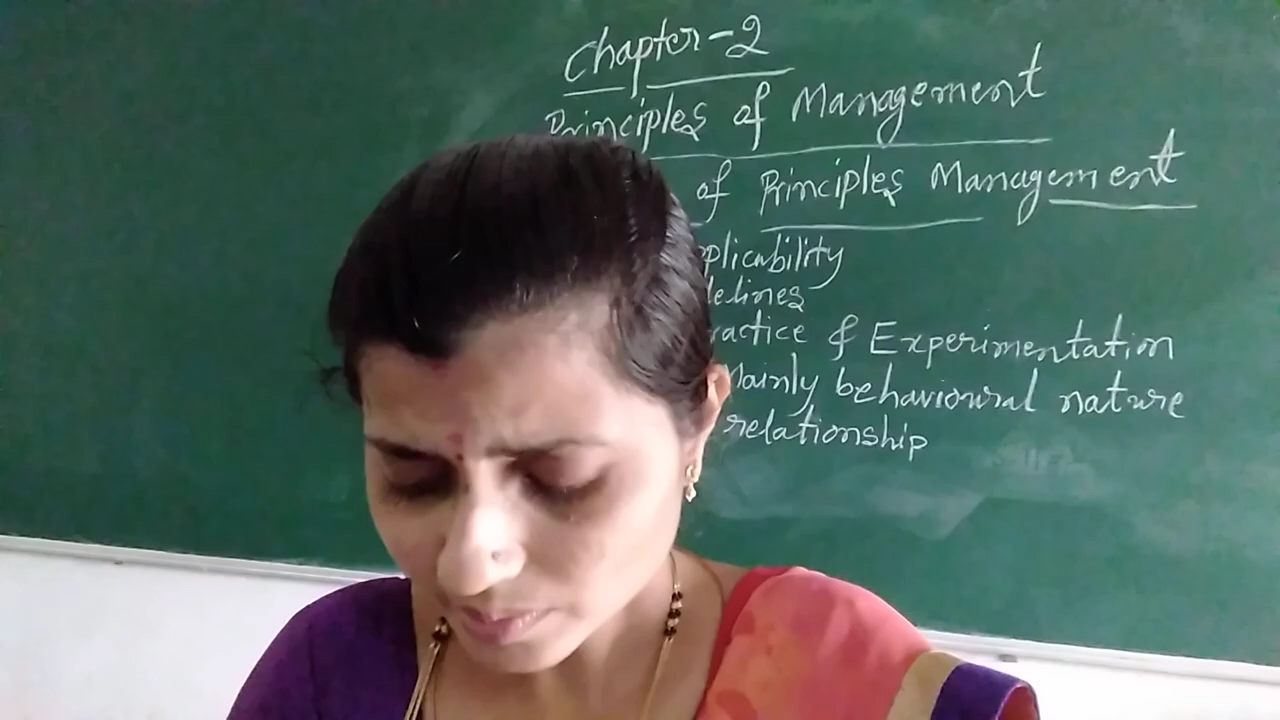 Chapter-2
Principles of Management
of Principles Management
plicability
delines
ractice & Experimentation
Mainly behavioural nature
relationship